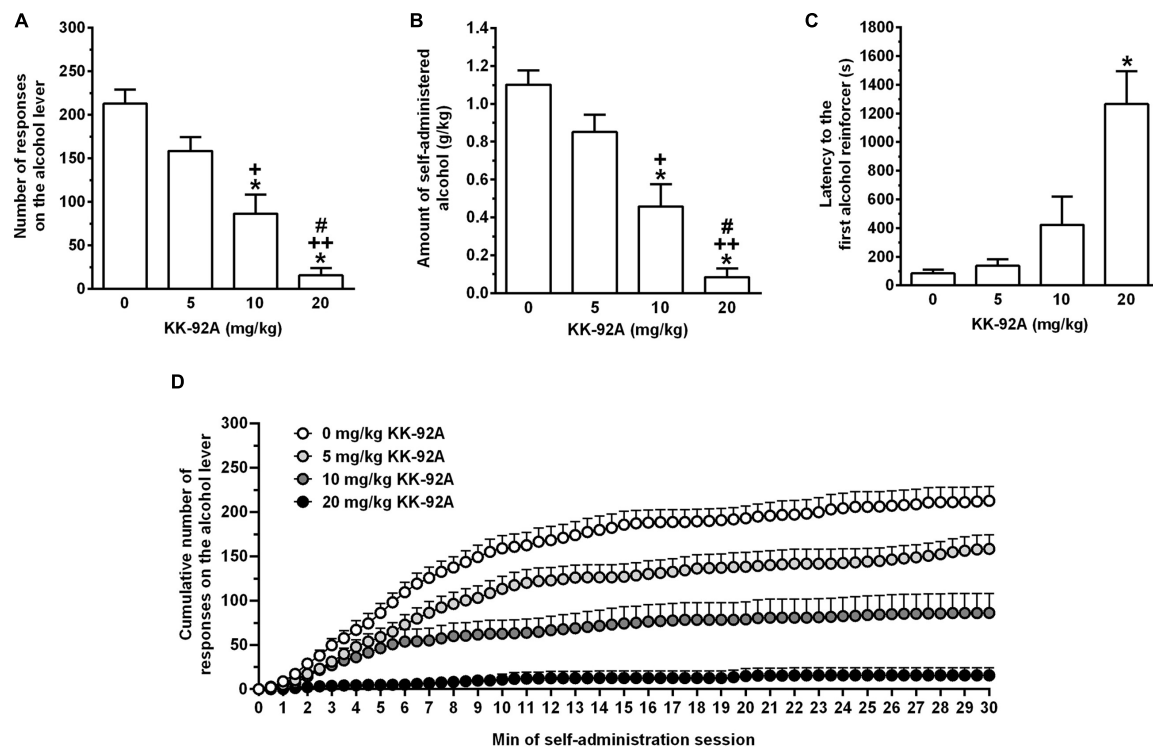 A
Number of responses
on the alcohol lever
300
250
200
150
100
50
0
+
*
#
++
*
0 5 10 20
KK-92A (mg/kg)
B
Amount of self-administered
alcohol (g/kg)
1.4
1.2
1.0
0.8
0.6
0.4
0.2
0.0
+
*
#
++
*
0 5 10 20
KK-92A (mg/kg)
C
Latency to the
first alcohol reinforcer (s)
1800
1600
1400
1200
1000
800
600
400
200
0
*
0 5 10 20
KK-92A (mg/kg)
D
Cumulative number of
responses on the alcohol lever
300
250
200
150
100
50
0
0 mg/kg KK-92A
5 mg/kg KK-92A
10 mg/kg KK-92A
20 mg/kg KK-92A
0 1 2 3 4 5 6 7 8 9 10 11 12 13 14 15 16 17 18 19 20 21 22 23 24 25 26 27 28 29 30
Min of self-administration session